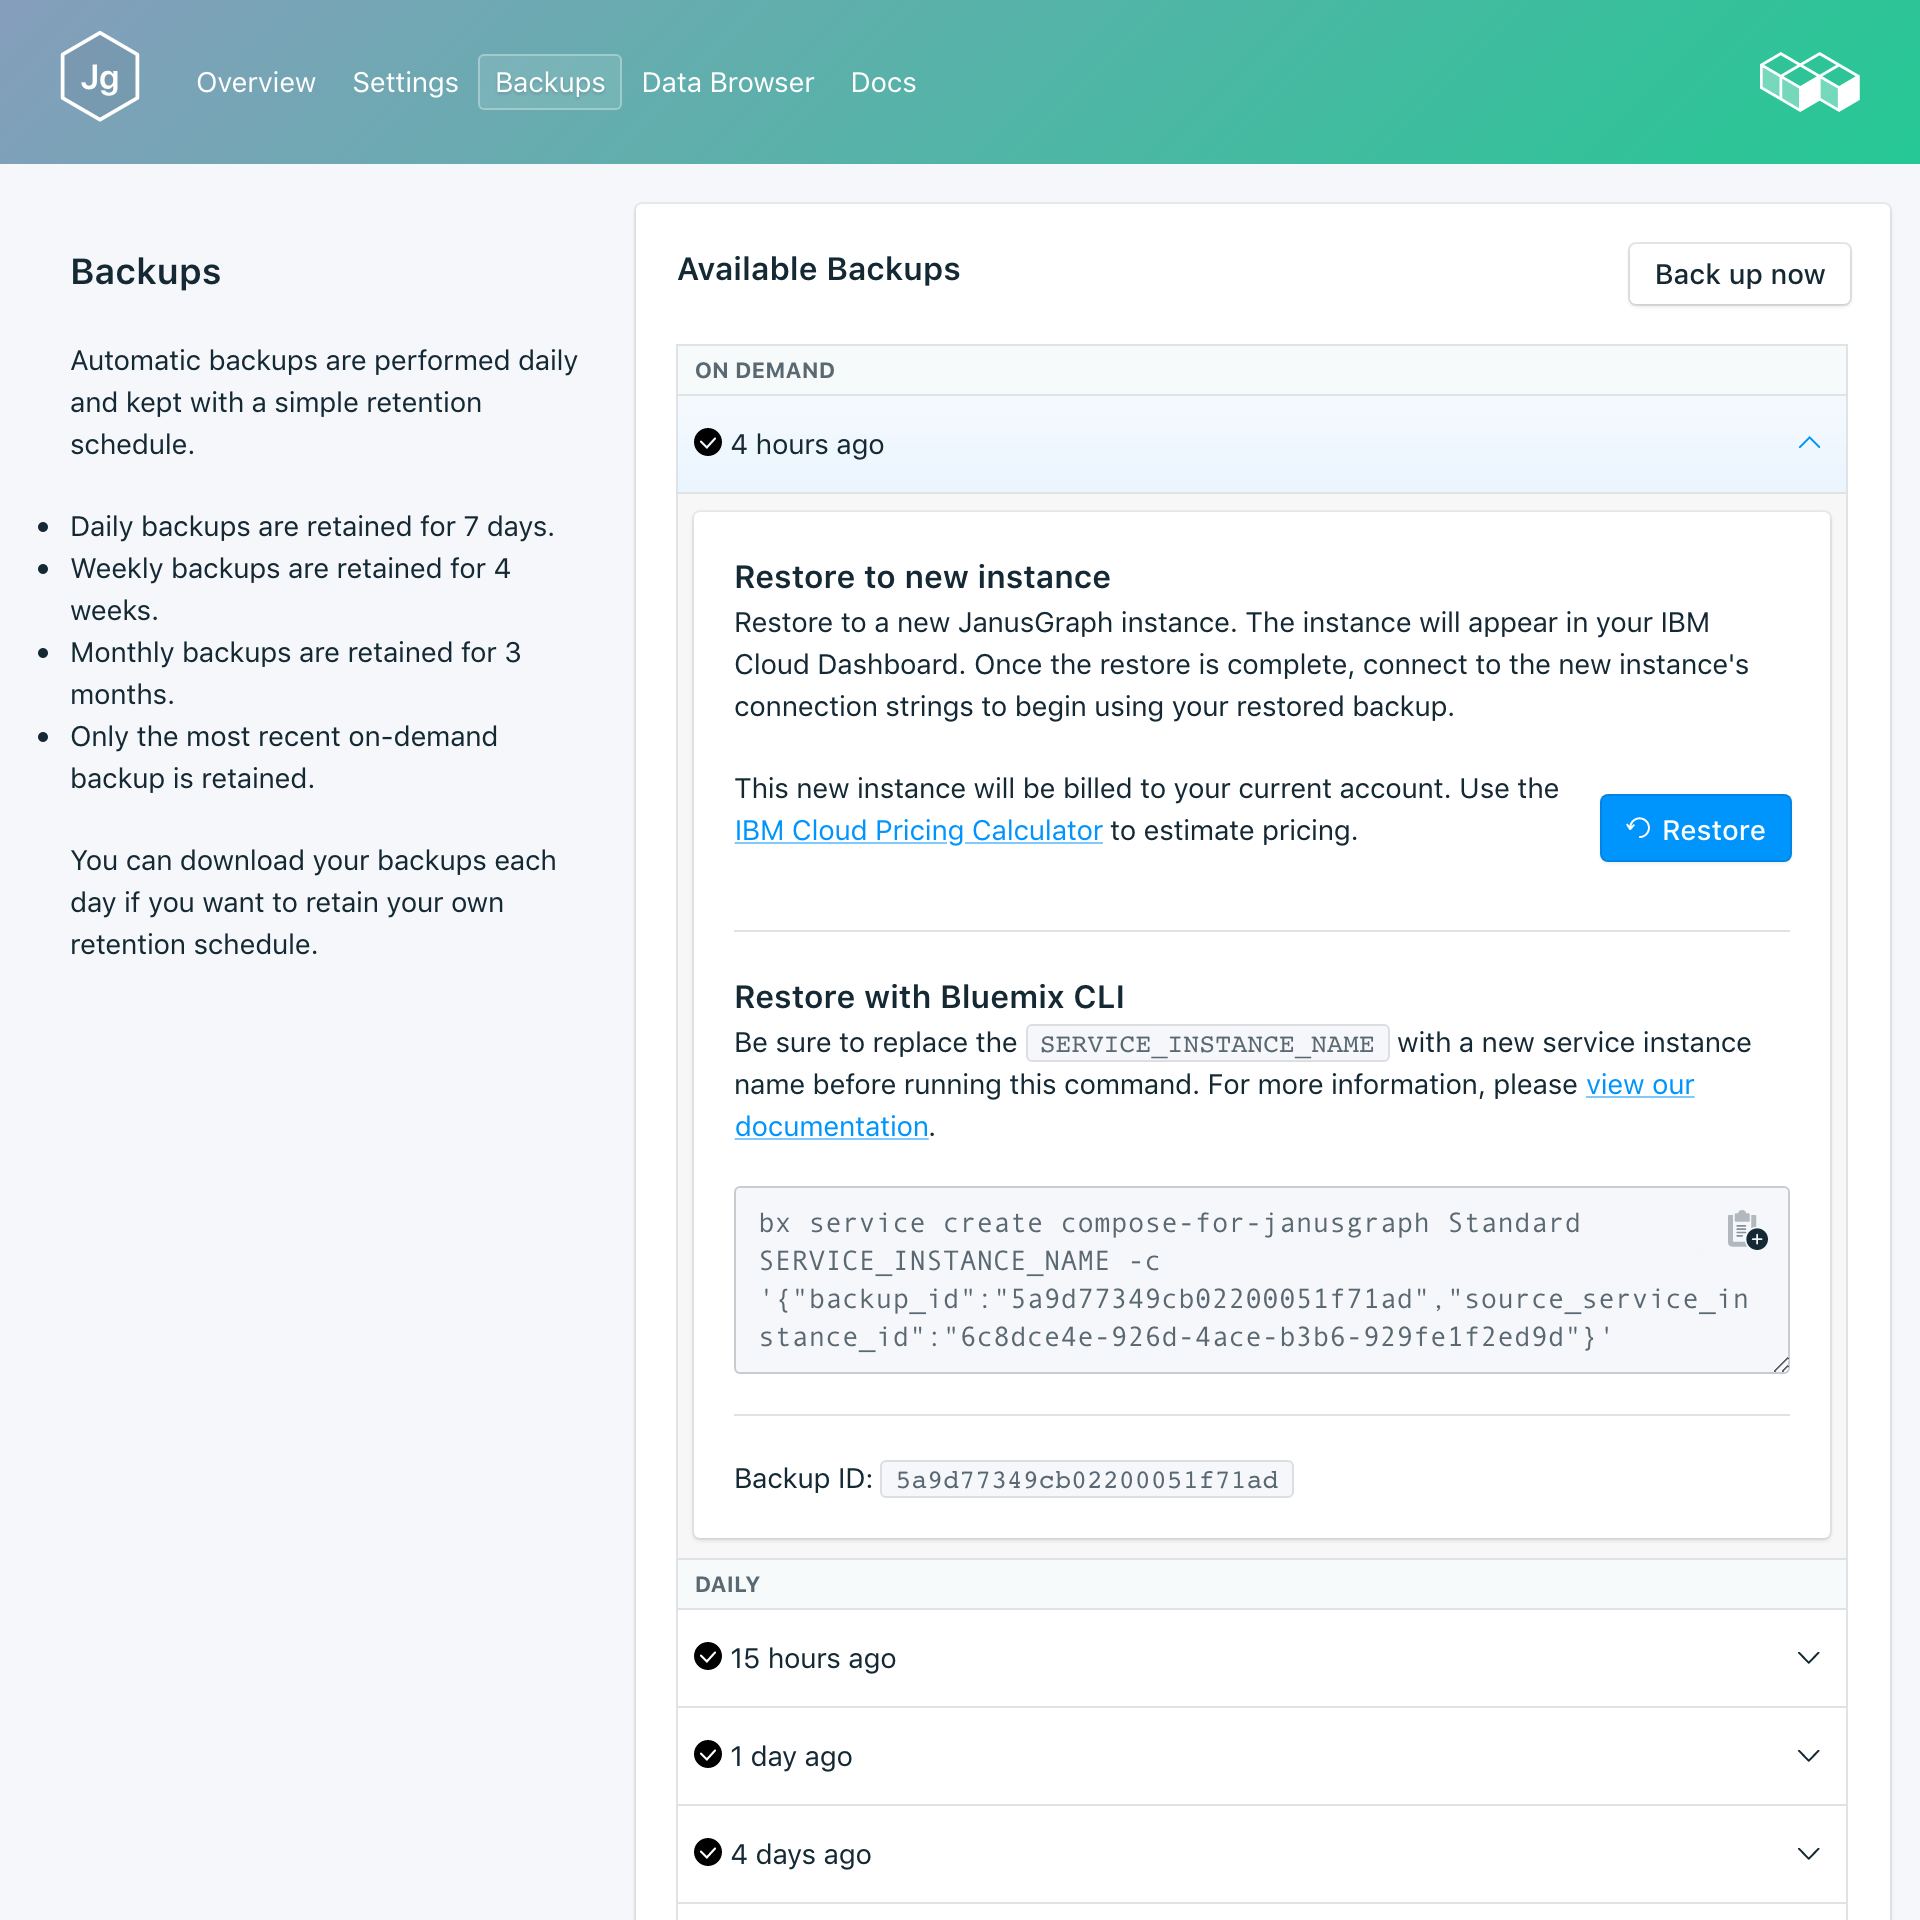 Jg
Overview Settings Backups Data Browser Docs
Backups
Automatic backups are performed daily
and kept with a simple retention
schedule.
Daily backups are retained for 7 days.
Weekly backups are retained for 4
weeks.
Monthly backups are retained for 3
months.
Only the most recent on-demand
backup is retained.
You can download your backups each
day if you want to retain your own
retention schedule.
Available Backups
Back up now
ON DEMAND
4 hours ago
Restore to new instance
Restore to a new JanusGraph instance. The instance will appear in your IBM
Cloud Dashboard. Once the restore is complete, connect to the new instance's
connection strings to begin using your restored backup.
This new instance will be billed to your current account. Use the
IBM Cloud Pricing Calculator to estimate pricing.
Restore
Restore with Bluemix CLI
Be sure to replace the SERVICE_INSTANCE_NAME with a new service instance
name before running this command. For more information, please view our
documentation.
bx service create compose-for-janusgraph Standard
SERVICE_INSTANCE_NAME -c
'{"backup_id":"5a9d77349cb02200051f71ad","source_service_in
stance_id":"6c8dce4e-926d-4ace-b3b6-929fe1f2ed9d"}'
Backup ID: 5a9d77349cb02200051f71ad
DAILY
15 hours ago
1 day ago
4 days ago